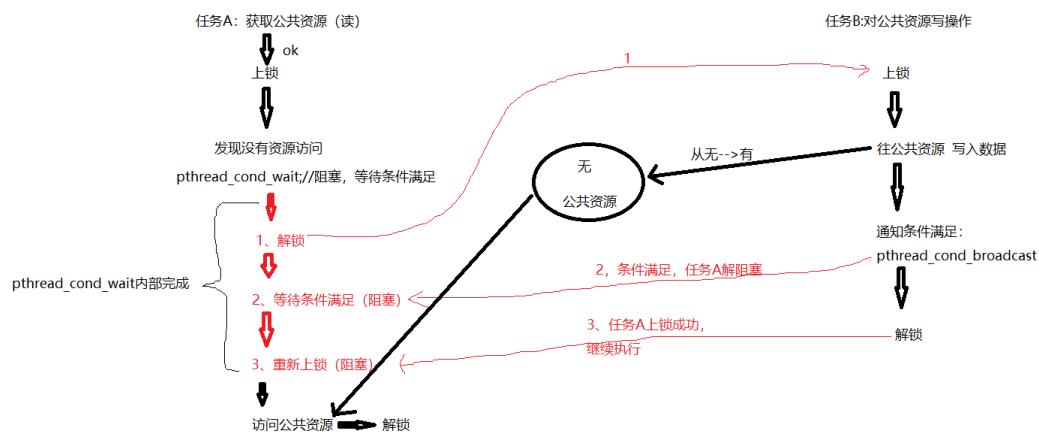 任务A：获取公共资源（读）
ok
上锁
发现没有资源访问
pthread_cond_wait;//阻塞，等待条件满足
1、解锁
pthread_cond_wait内部完成
2、等待条件满足（阻塞）
3、重新上锁（阻塞）
访问公共资源
解锁
无
公共资源
从无-->有
1
2，条件满足，任务A解阻塞
3、任务A上锁成功，
继续执行
任务B:对公共资源写操作
上锁
往公共资源 写入数据
通知条件满足：
pthread_cond_broadcast
解锁